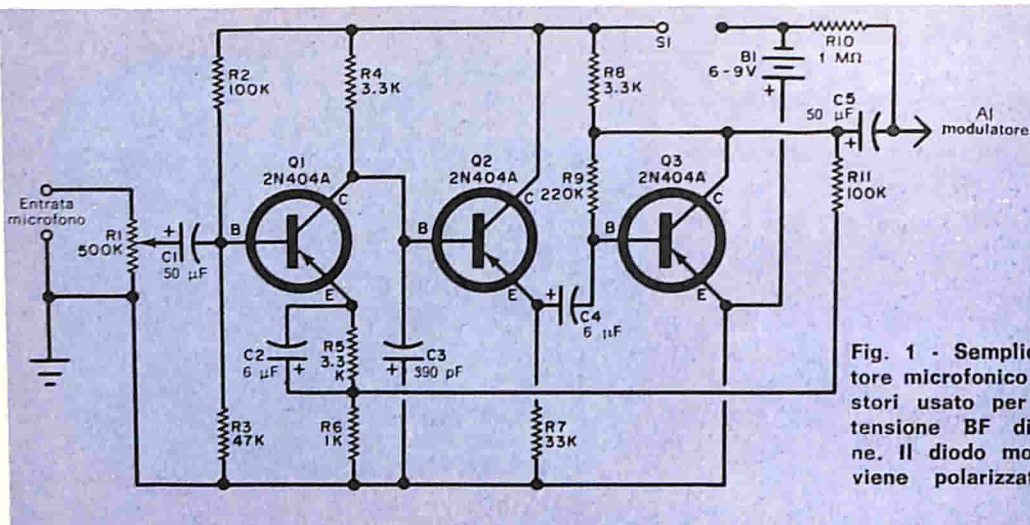 S1
R10
1 MΩ
B1
6-9V
+
R2
100K
R4
3.3K
R8
3.3K
C5
50 µF
+
Al
modulatore
Q1
2N404A
Q2
2N404A
Q3
2N404A
R9
220K
R11
100K
Entrata
microfono
R1
500K
+
C1
50 µF
B
C
E
B
C
E
B
C
E
+
C4
6 µF
C2
6 µF
+
R5
3.3
K
C3
390 pF
+
R3
47K
R6
1K
R7
33K
Fig. 1 - Semplic
tore microfonico
stori usato per
tensione BF di
ne. Il diodo mo
viene polarizzat